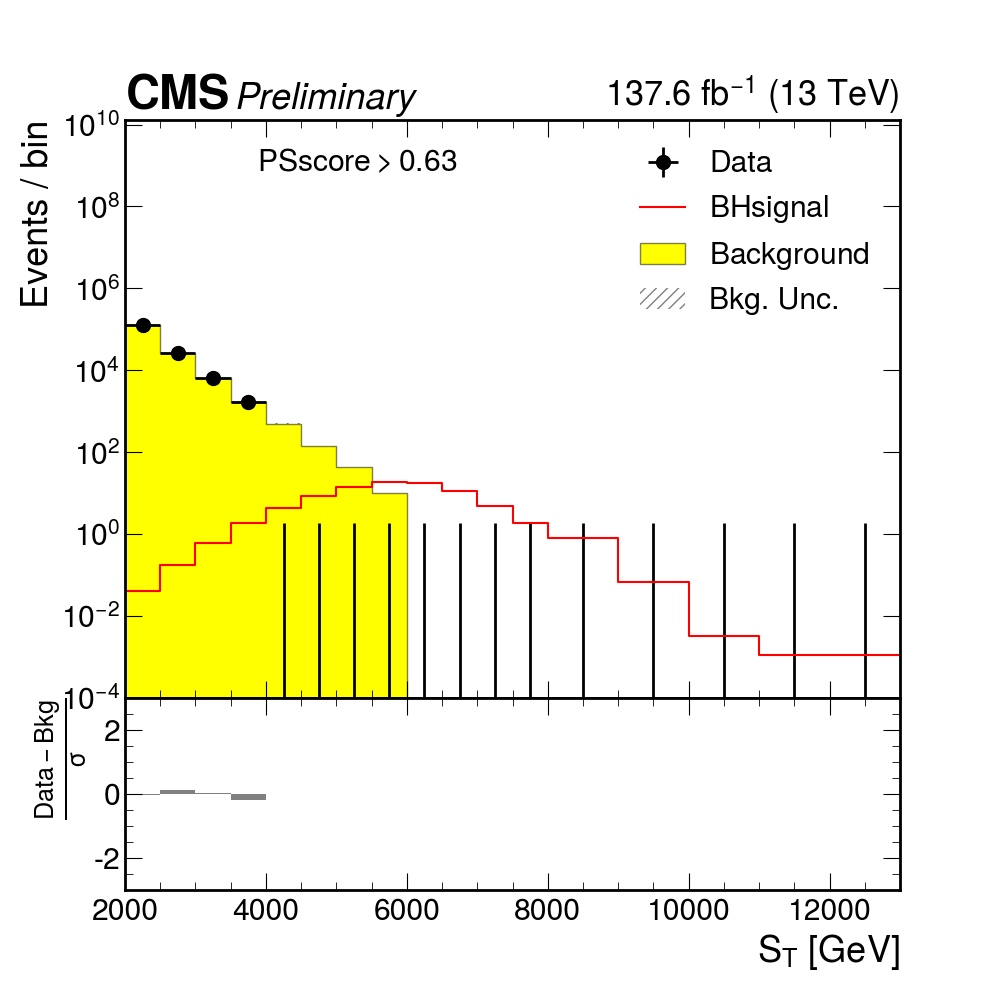 CMS Preliminary 137.6 fb⁻¹ (13 TeV)
Events / bin
10¹⁰
10⁸
10⁶
10⁴
10²
10⁰
10⁻²
10⁻⁴
PSscore > 0.63
Data
BHsignal
Background
Bkg. Unc.
Data – Bkg
σ
2
0
-2
2000 4000 6000 8000 10000 12000
S_T [GeV]